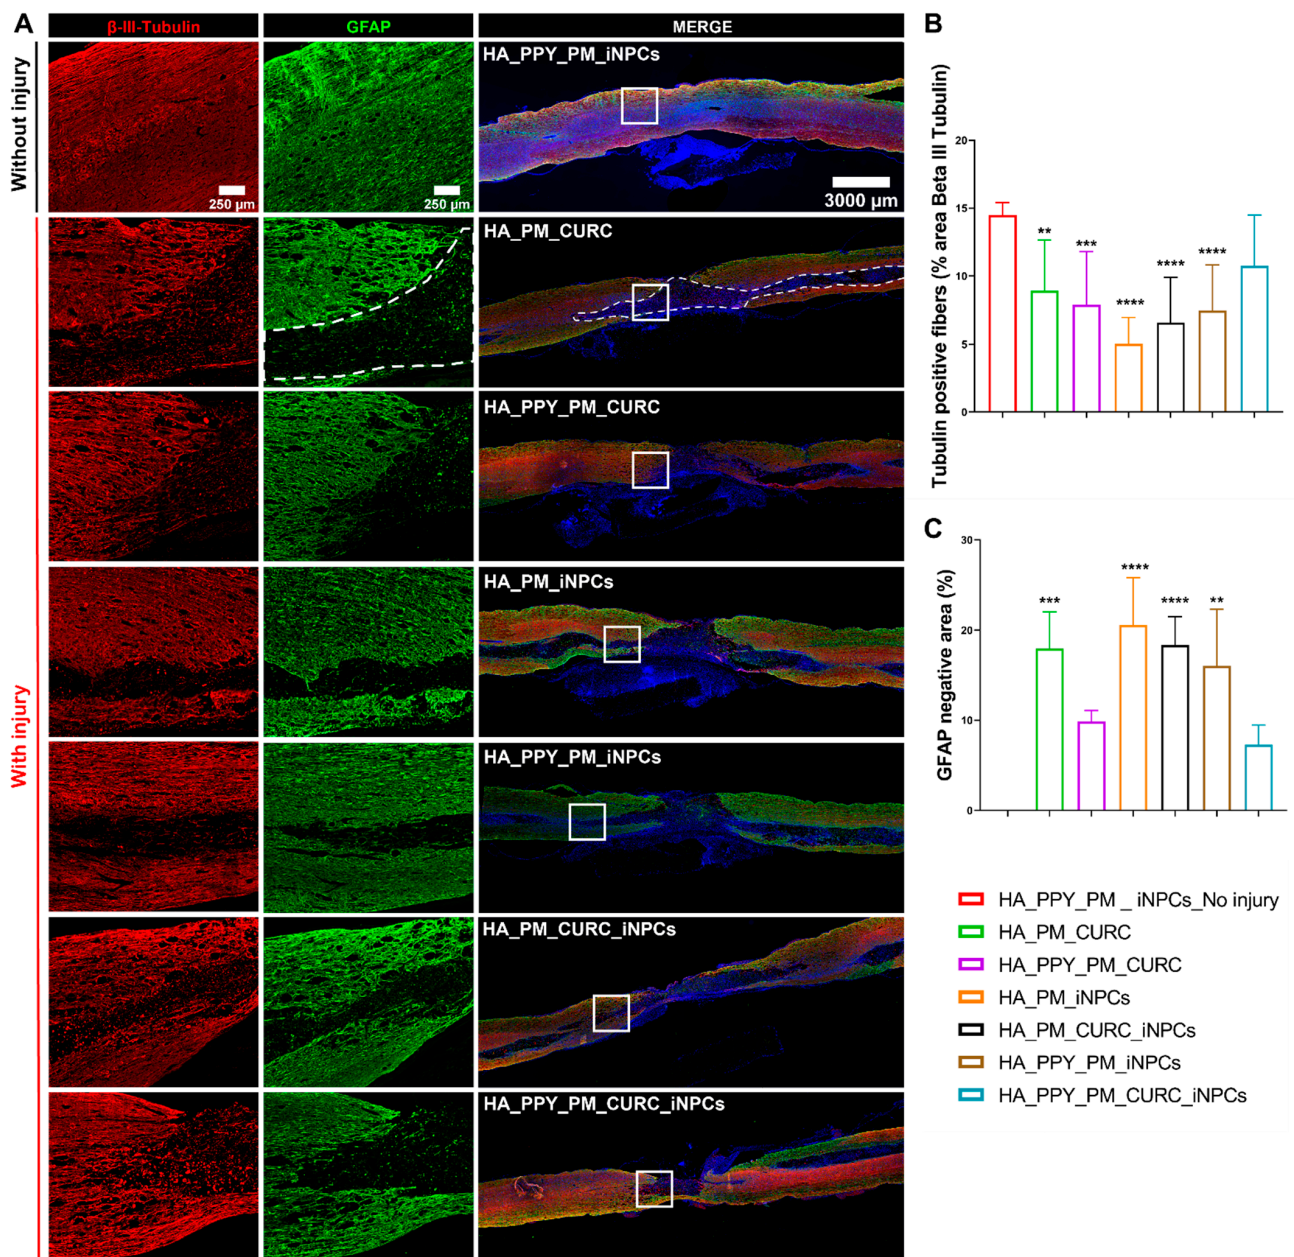 A
β-III-Tubulin
GFAP
MERGE
Without injury
250 µm
250 µm
HA_PPY_PM_iNPCs
3000 µm
With injury
HA_PM_CURC
HA_PPY_PM_CURC
HA_PM_iNPCs
HA_PPY_PM_iNPCs
HA_PM_CURC_iNPCs
HA_PPY_PM_CURC_iNPCs
B
Tubulin positive fibers (% area Beta III Tubulin)
20
15
10
5
0
**
***
****
****
****
C
GFAP negative area (%)
30
20
10
0
***
****
****
**
HA_PPY_PM _ iNPCs_No injury
HA_PM_CURC
HA_PPY_PM_CURC
HA_PM_iNPCs
HA_PM_CURC_iNPCs
HA_PPY_PM_iNPCs
HA_PPY_PM_CURC_iNPCs